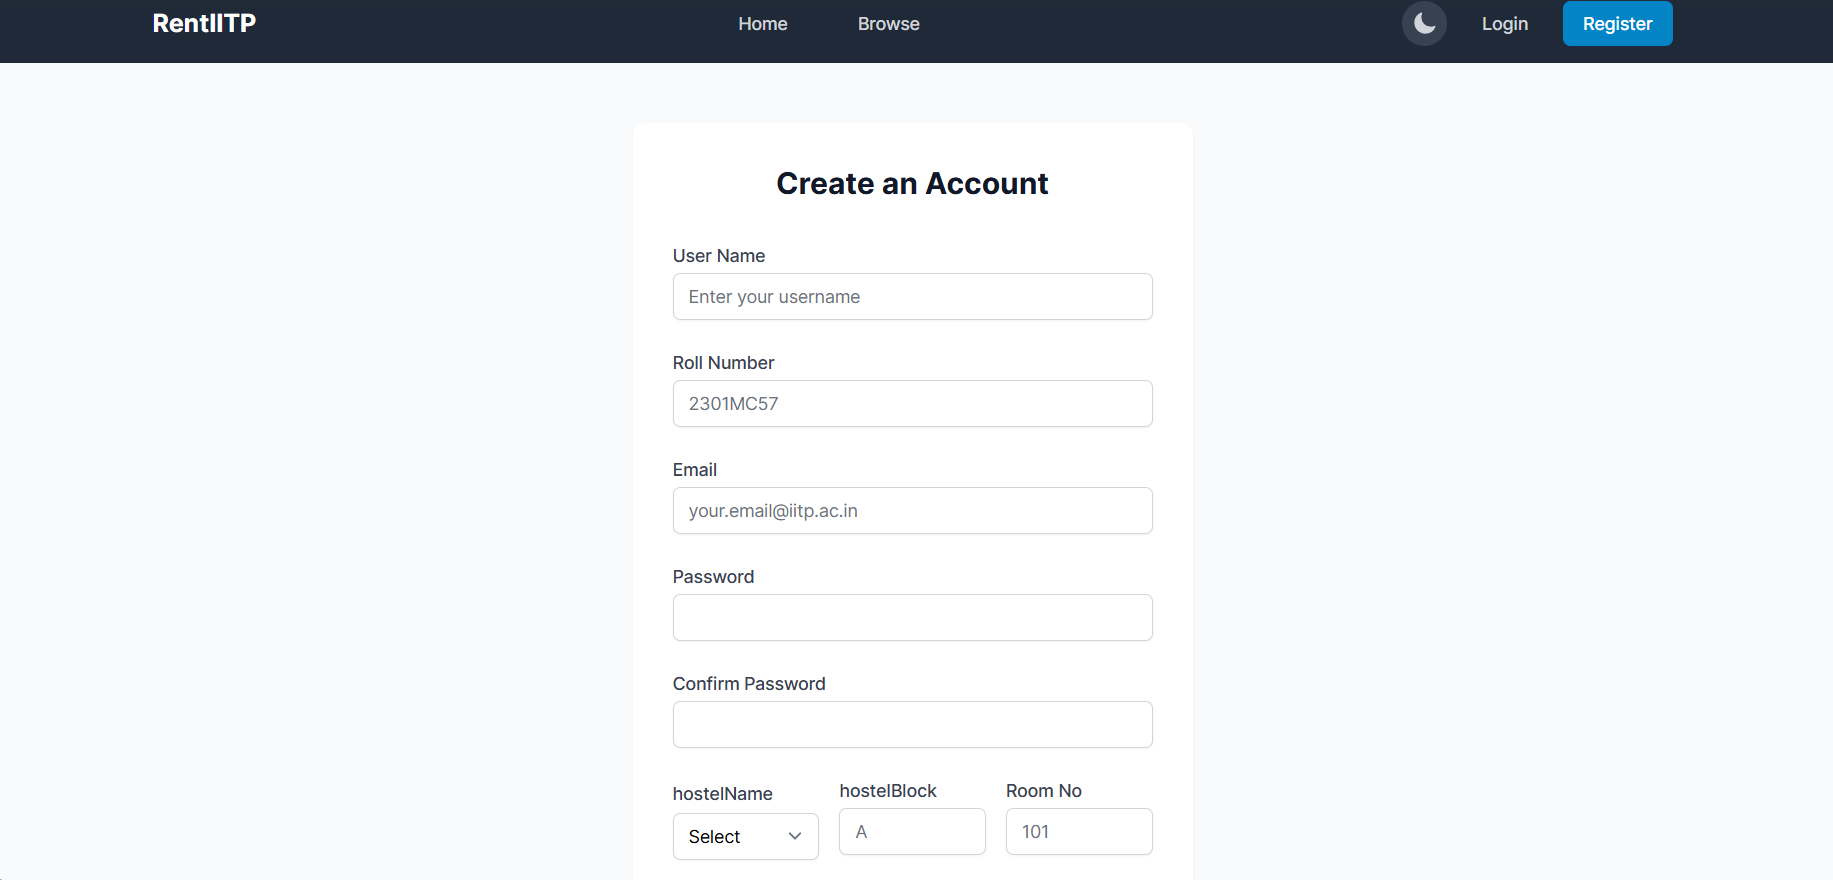 RentIITP Home Browse Login Register
Create an Account
User Name
Enter your username
Roll Number
2301MC57
Email
your.email@iitp.ac.in
Password
Confirm Password
hostelName hostelBlock Room No
Select A 101